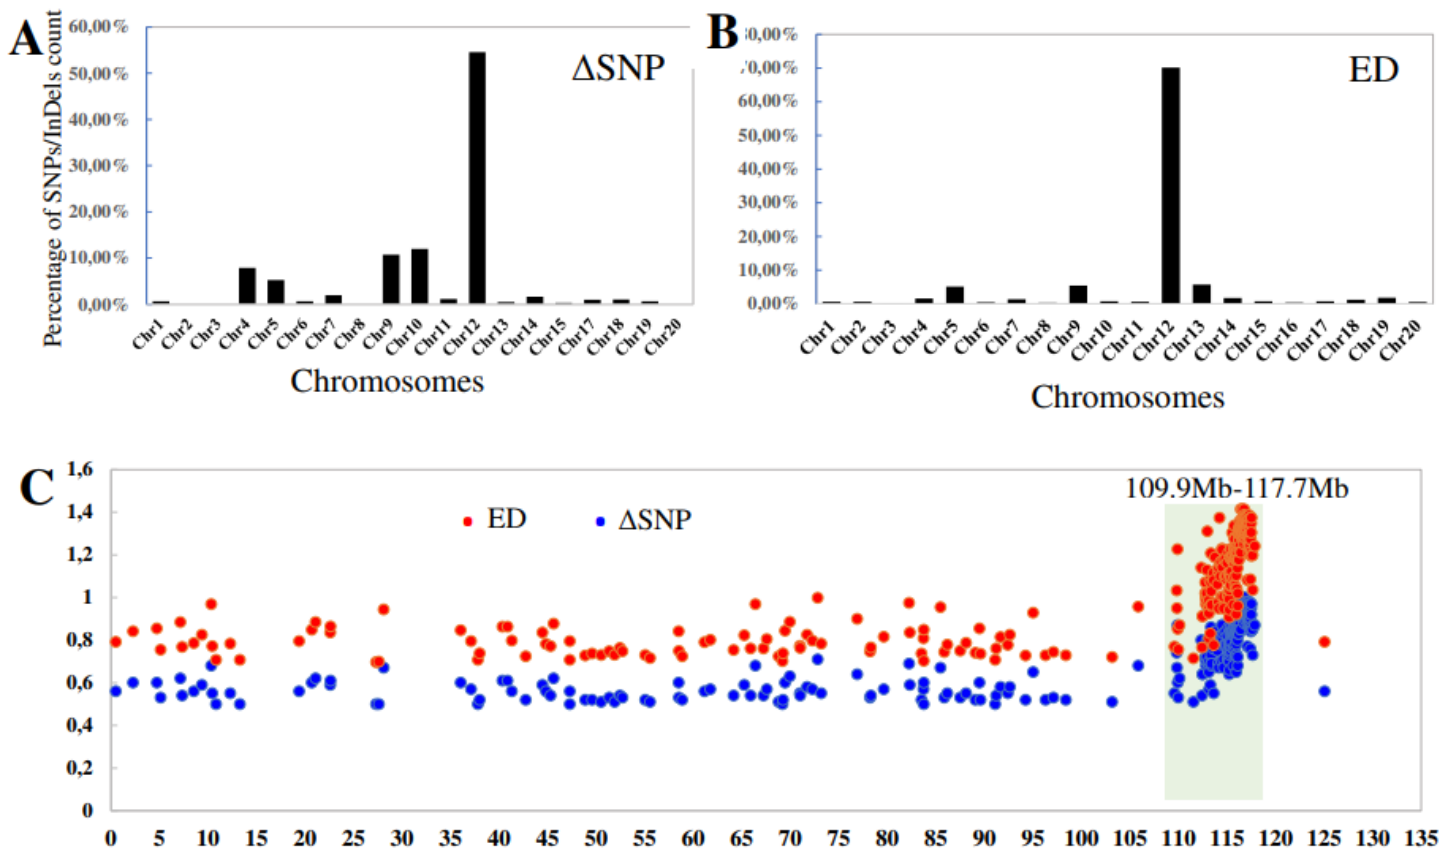 A
Percentage of SNPs/InDels count
60,00%
50,00%
40,00%
30,00%
20,00%
10,00%
0,00%
ΔSNP
Chr1 Chr2 Chr3 Chr4 Chr5 Chr6 Chr7 Chr8 Chr9 Chr10 Chr11 Chr12 Chr13 Chr14 Chr15 Chr17 Chr18 Chr19 Chr20
Chromosomes
B
30,00%
70,00%
60,00%
50,00%
40,00%
30,00%
20,00%
10,00%
0,00%
ED
Chr1 Chr2 Chr3 Chr4 Chr5 Chr6 Chr7 Chr8 Chr9 Chr10 Chr11 Chr12 Chr13 Chr14 Chr15 Chr16 Chr17 Chr18 Chr19 Chr20
Chromosomes
C
1,6
1,4
1,2
1
0,8
0,6
0,4
0,2
0
ED ΔSNP
109.9Mb-117.7Mb
0 5 10 15 20 25 30 35 40 45 50 55 60 65 70 75 80 85 90 95 100 105 110 115 120 125 130 135